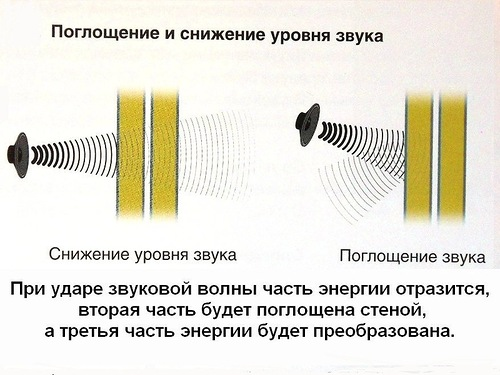 Поглощение и снижение уровня звука
Снижение уровня звука
Поглощение звука
При ударе звуковой волны часть энергии отразится,
вторая часть будет поглощена стеной,
а третья часть энергии будет преобразована.